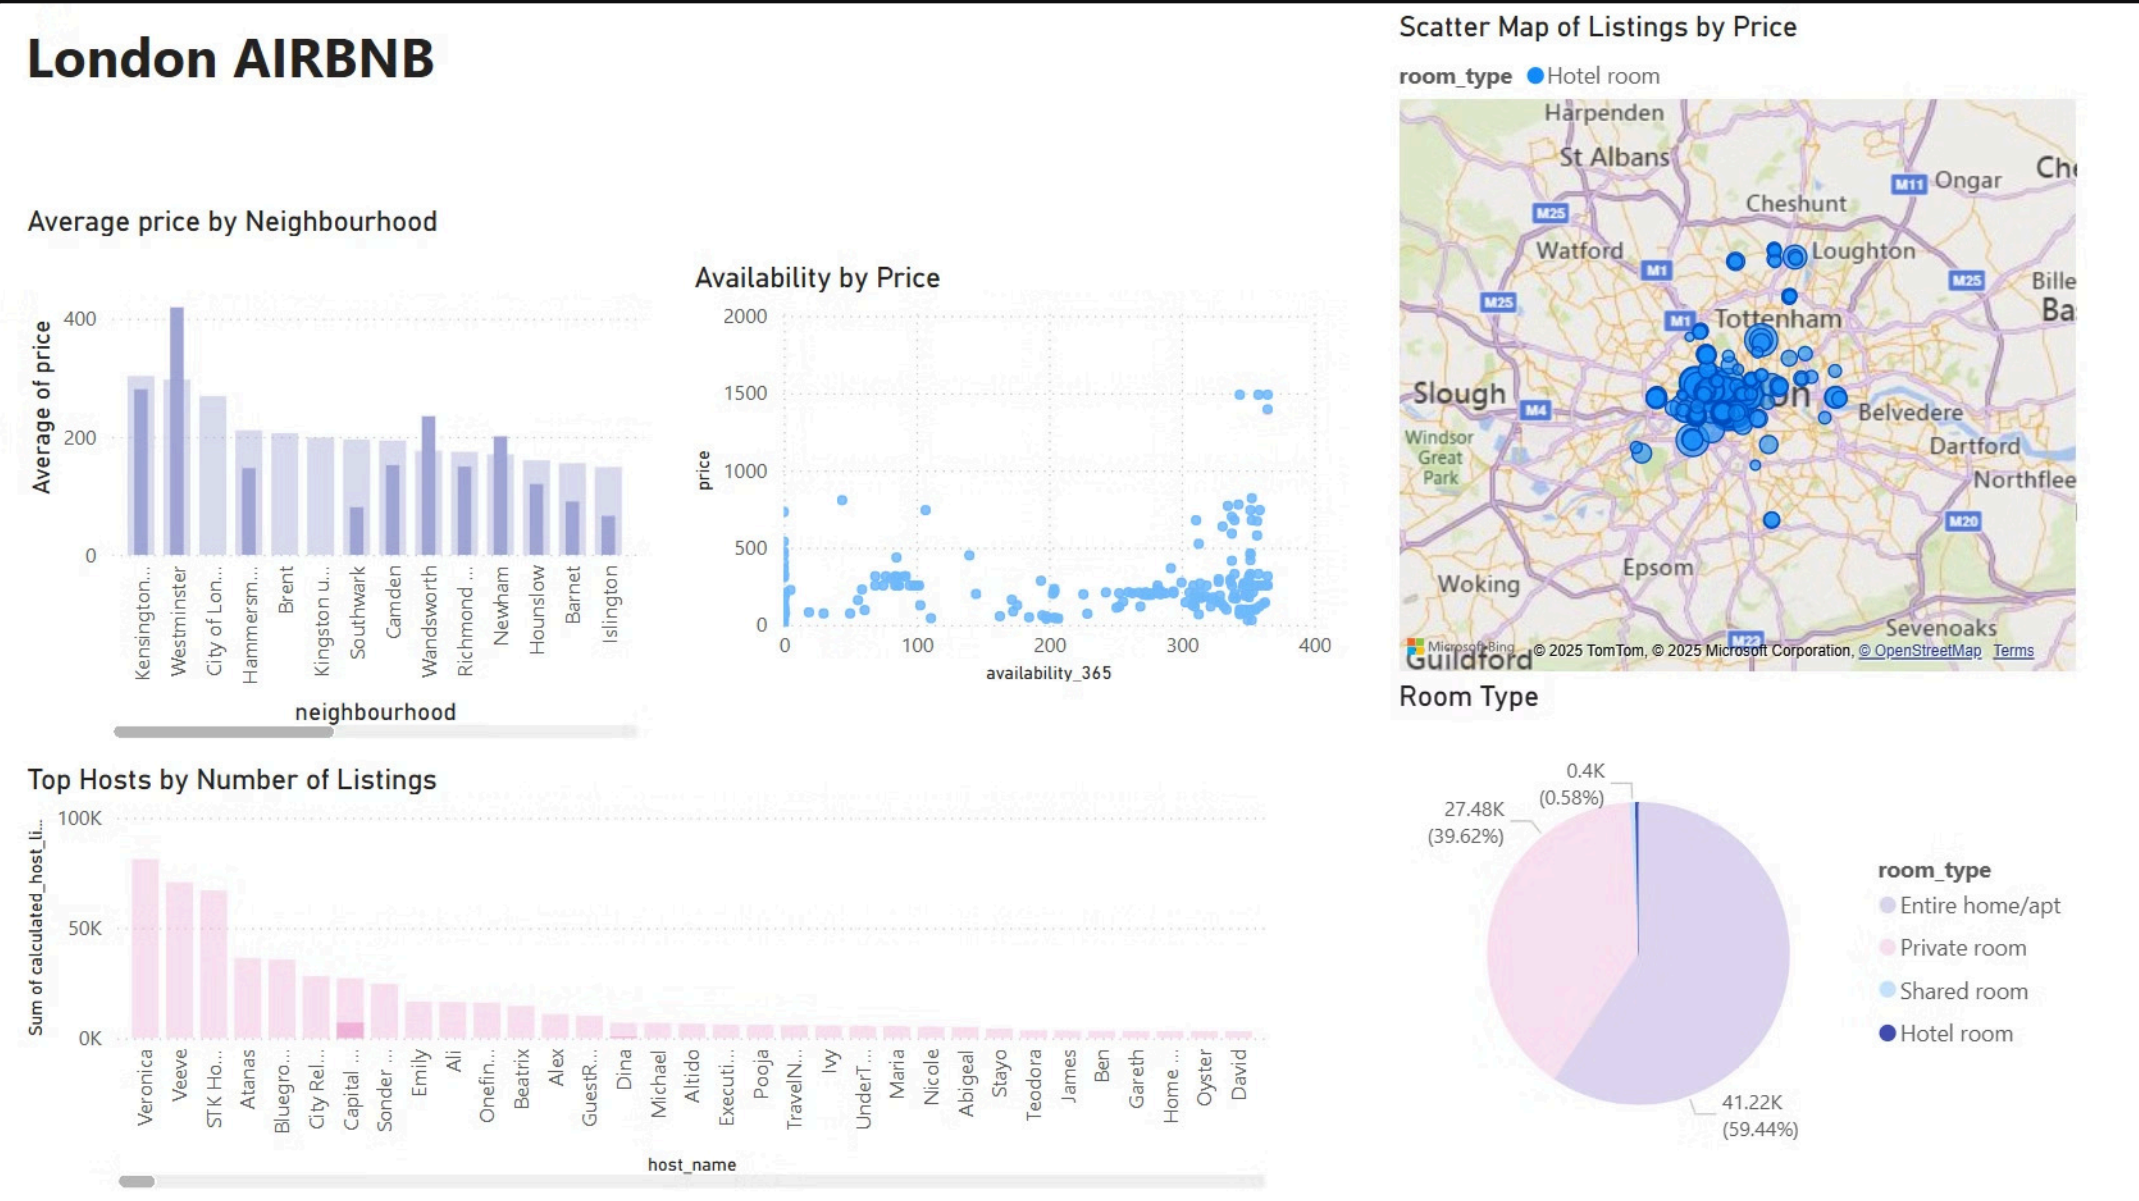 London AIRBNB
Average price by Neighbourhood
Average of price
400
200
0
Kensington...
Westminster
City of Lon...
Hammersm...
Brent
Kingston u...
Southwark
Camden
Wandsworth
Richmond ...
Newham
Hounslow
Barnet
Islington
neighbourhood
Availability by Price
price
2000
1500
1000
500
0
0
100
200
300
400
availability_365
Top Hosts by Number of Listings
Sum of calculated_host_li...
100K
50K
0K
Veronica
Veeve
STK Ho...
Atanas
Bluegro...
City Rel...
Capital ...
Sonder ...
Emily
Ali
Onefin...
Beatrix
Alex
GuestR...
Dina
Michael
Altido
Executi...
Pooja
TravelN...
Ivy
UnderT...
Maria
Nicole
Abigeal
Stayo
Teodora
James
Ben
Gareth
Home ...
Oyster
David
host_name
Scatter Map of Listings by Price
room_type Hotel room
Harpenden
St Albans
M11 Ongar
Che
M25
Cheshunt
Watford
Loughton
M1
M25
Bille
M25
Ba
M1
Tottenham
Slough
on
M4
Belvedere
Windsor
Great
Park
Dartford
Northflee
M20
Epsom
Woking
Sevenoaks
M23
Microsoft Bing
Guildford
© 2025 TomTom, © 2025 Microsoft Corporation, © OpenStreetMap Terms
Room Type
0.4K
(0.58%)
27.48K
(39.62%)
41.22K
(59.44%)
room_type
Entire home/apt
Private room
Shared room
Hotel room